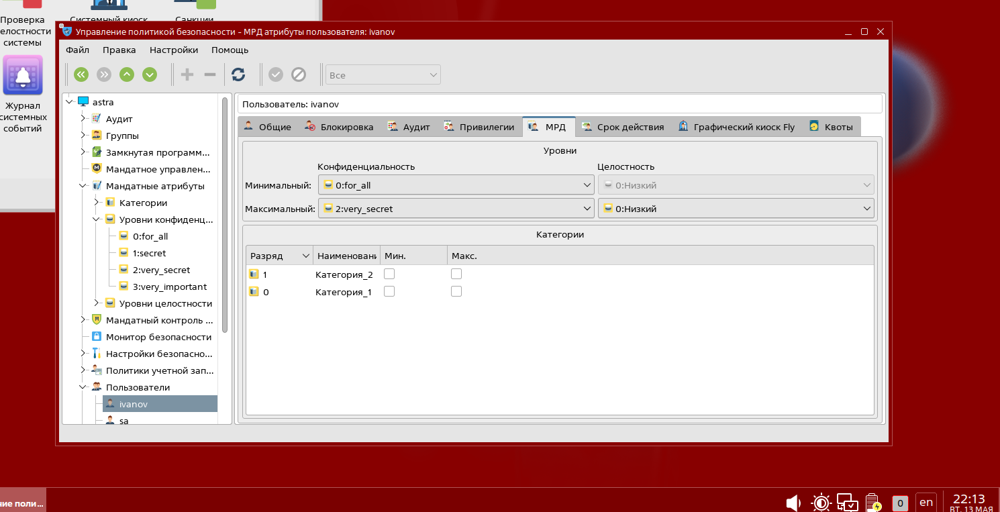 Проверка
елостности
системы
Системный киоск
Санкции
Журнал
системных
событий
Управление политикой безопасности - МРД атрибуты пользователя: ivanov
Файл Правка Настройки Помощь
Все
astra
Аудит
Группы
Замкнутая программ...
Мандатное управлен...
Мандатные атрибуты
Категории
Уровни конфиденц...
0:for_all
1:secret
2:very_secret
3:very_important
Уровни целостности
Мандатный контроль ...
Монитор безопасности
Настройки безопасно...
Политики учетной зап...
Пользователи
ivanov
sa
Пользователь: ivanov
Общие Блокировка Аудит Привилегии МРД Срок действия Графический киоск Fly Квоты
Уровни
Конфиденциальность Целостность
Минимальный: 0:for_all 0:Низкий
Максимальный: 2:very_secret 0:Низкий
Категории
Разряд Наименовани Мин. Макс.
1 Категория_2
0 Категория_1
ние поли...
0 en 22:13
ВТ, 13 МАЯ